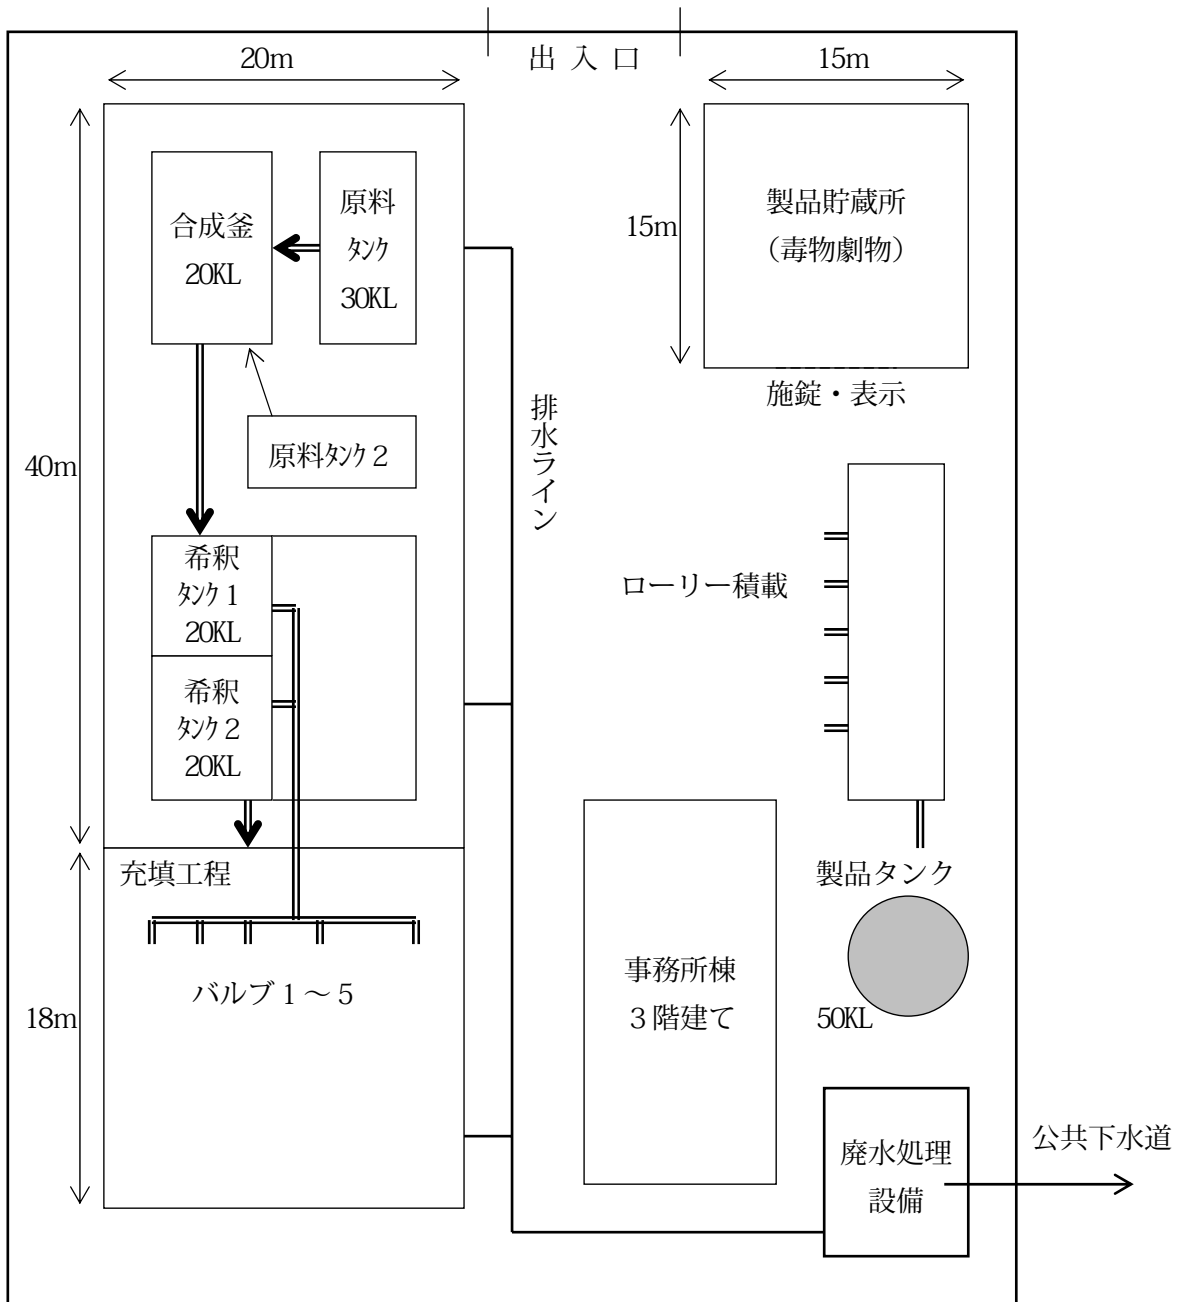 出入口
20m
15m
合成釜
20KL
原料
ﾀﾝｸ
30KL
15m
製品貯蔵所
（毒物劇物）
施錠・表示
原料ﾀﾝｸ２
排水ライン
40m
希釈
ﾀﾝｸ１
20KL
希釈
ﾀﾝｸ２
20KL
ローリー積載
充填工程
バルブ１～５
18m
製品タンク
50KL
事務所棟
３階建て
廃水処理
設備
公共下水道